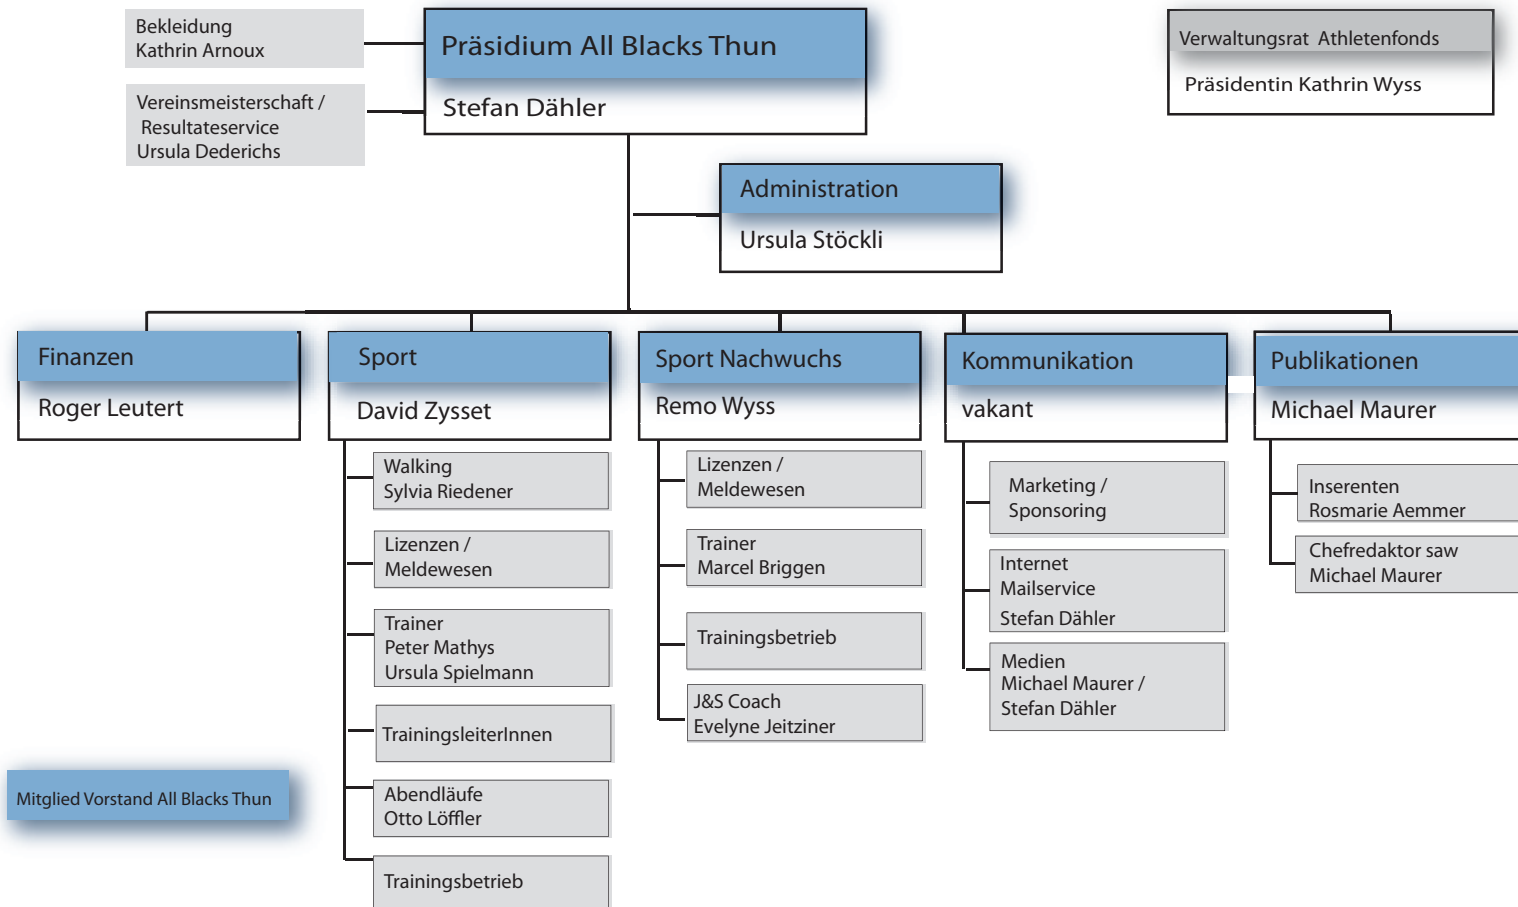 Bekleidung
Kathrin Arnoux
Vereinsmeisterschaft /
Resultateservice
Ursula Dederichs
Präsidium All Blacks Thun
Stefan Dähler
Verwaltungsrat Athletenfonds
Präsidentin Kathrin Wyss
Administration
Ursula Stöckli
Finanzen
Roger Leutert
Sport
David Zysset
Walking
Sylvia Riedener
Lizenzen /
Meldewesen
Trainer
Peter Mathys
Ursula Spielmann
TrainingsleiterInnen
Abendläufe
Otto Löffler
Trainingsbetrieb
Sport Nachwuchs
Remo Wyss
Lizenzen /
Meldewesen
Trainer
Marcel Briggen
Trainingsbetrieb
J&S Coach
Evelyne Jeitziner
Kommunikation
vakant
Marketing /
Sponsoring
Internet
Mailservice
Stefan Dähler
Medien
Michael Maurer /
Stefan Dähler
Publikationen
Michael Maurer
Inserenten
Rosmarie Aemmer
Chefredaktor saw
Michael Maurer
Mitglied Vorstand All Blacks Thun